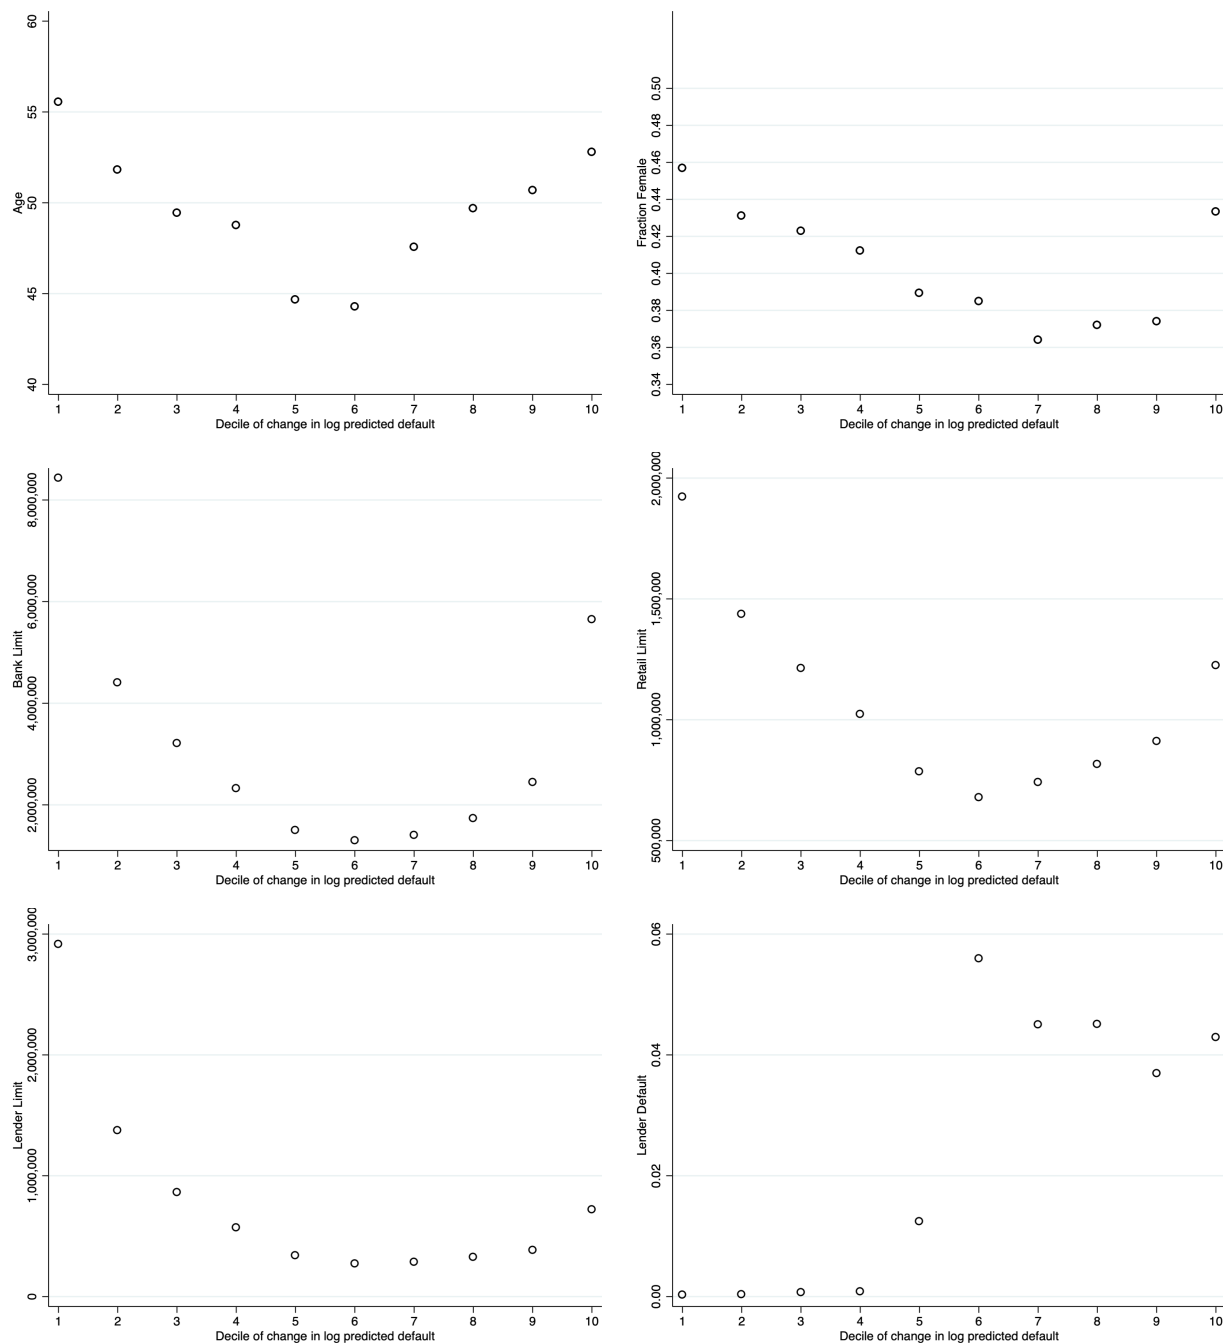 60
55
50
45
40
Age
1 2 3 4 5 6 7 8 9 10
Decile of change in log predicted default
0.50
0.48
0.46
0.44
0.42
0.40
0.38
0.36
0.34
Fraction Female
1 2 3 4 5 6 7 8 9 10
Decile of change in log predicted default
8,000,000
6,000,000
4,000,000
2,000,000
Bank Limit
1 2 3 4 5 6 7 8 9 10
Decile of change in log predicted default
2,000,000
1,500,000
1,000,000
500,000
Retail Limit
1 2 3 4 5 6 7 8 9 10
Decile of change in log predicted default
3,000,000
2,000,000
1,000,000
0
Lender Limit
1 2 3 4 5 6 7 8 9 10
Decile of change in log predicted default
0.06
0.04
0.02
0.00
Lender Default
1 2 3 4 5 6 7 8 9 10
Decile of change in log predicted default